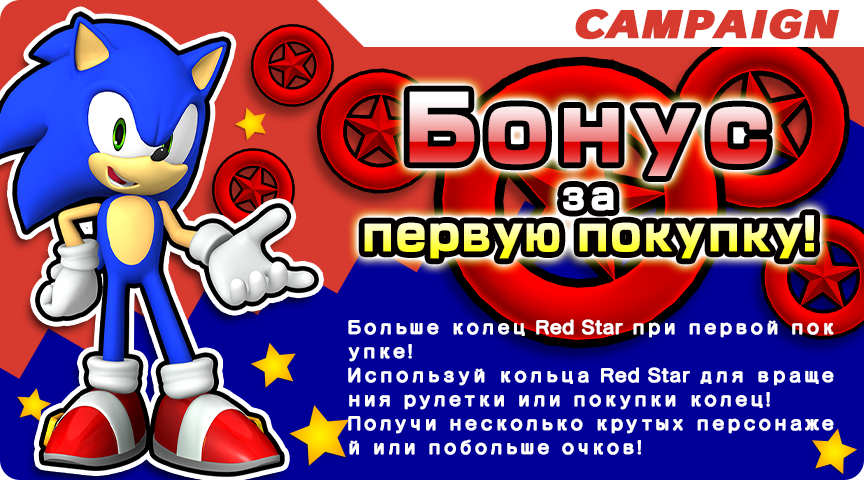 CAMPAIGN
Бонус
за
первую покупку!
Больше колец Red Star при первой пок
упке!
Используй кольца Red Star для враще
ния рулетки или покупки колец!
Получи несколько крутых персонаже
й или побольше очков!